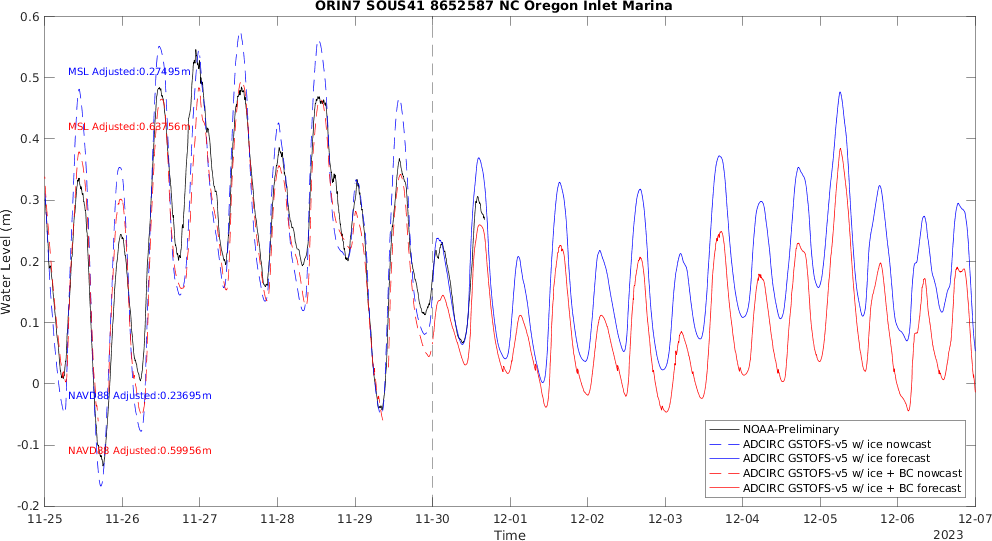 ORIN7 SOUS41 8652587 NC Oregon Inlet Marina
0.6
0.5
0.4
0.3
0.2
0.1
0
-0.1
-0.2
Water Level (m)
MSL Adjusted:0.27495m
MSL Adjusted:0.63756m
NAVD88 Adjusted:0.23695m
NAVD88 Adjusted:0.59956m
NOAA-Preliminary
ADCIRC GSTOFS-v5 w/ ice nowcast
ADCIRC GSTOFS-v5 w/ ice forecast
ADCIRC GSTOFS-v5 w/ ice + BC nowcast
ADCIRC GSTOFS-v5 w/ ice + BC forecast
11-25 11-26 11-27 11-28 11-29 11-30 12-01 12-02 12-03 12-04 12-05 12-06 12-07
Time
2023